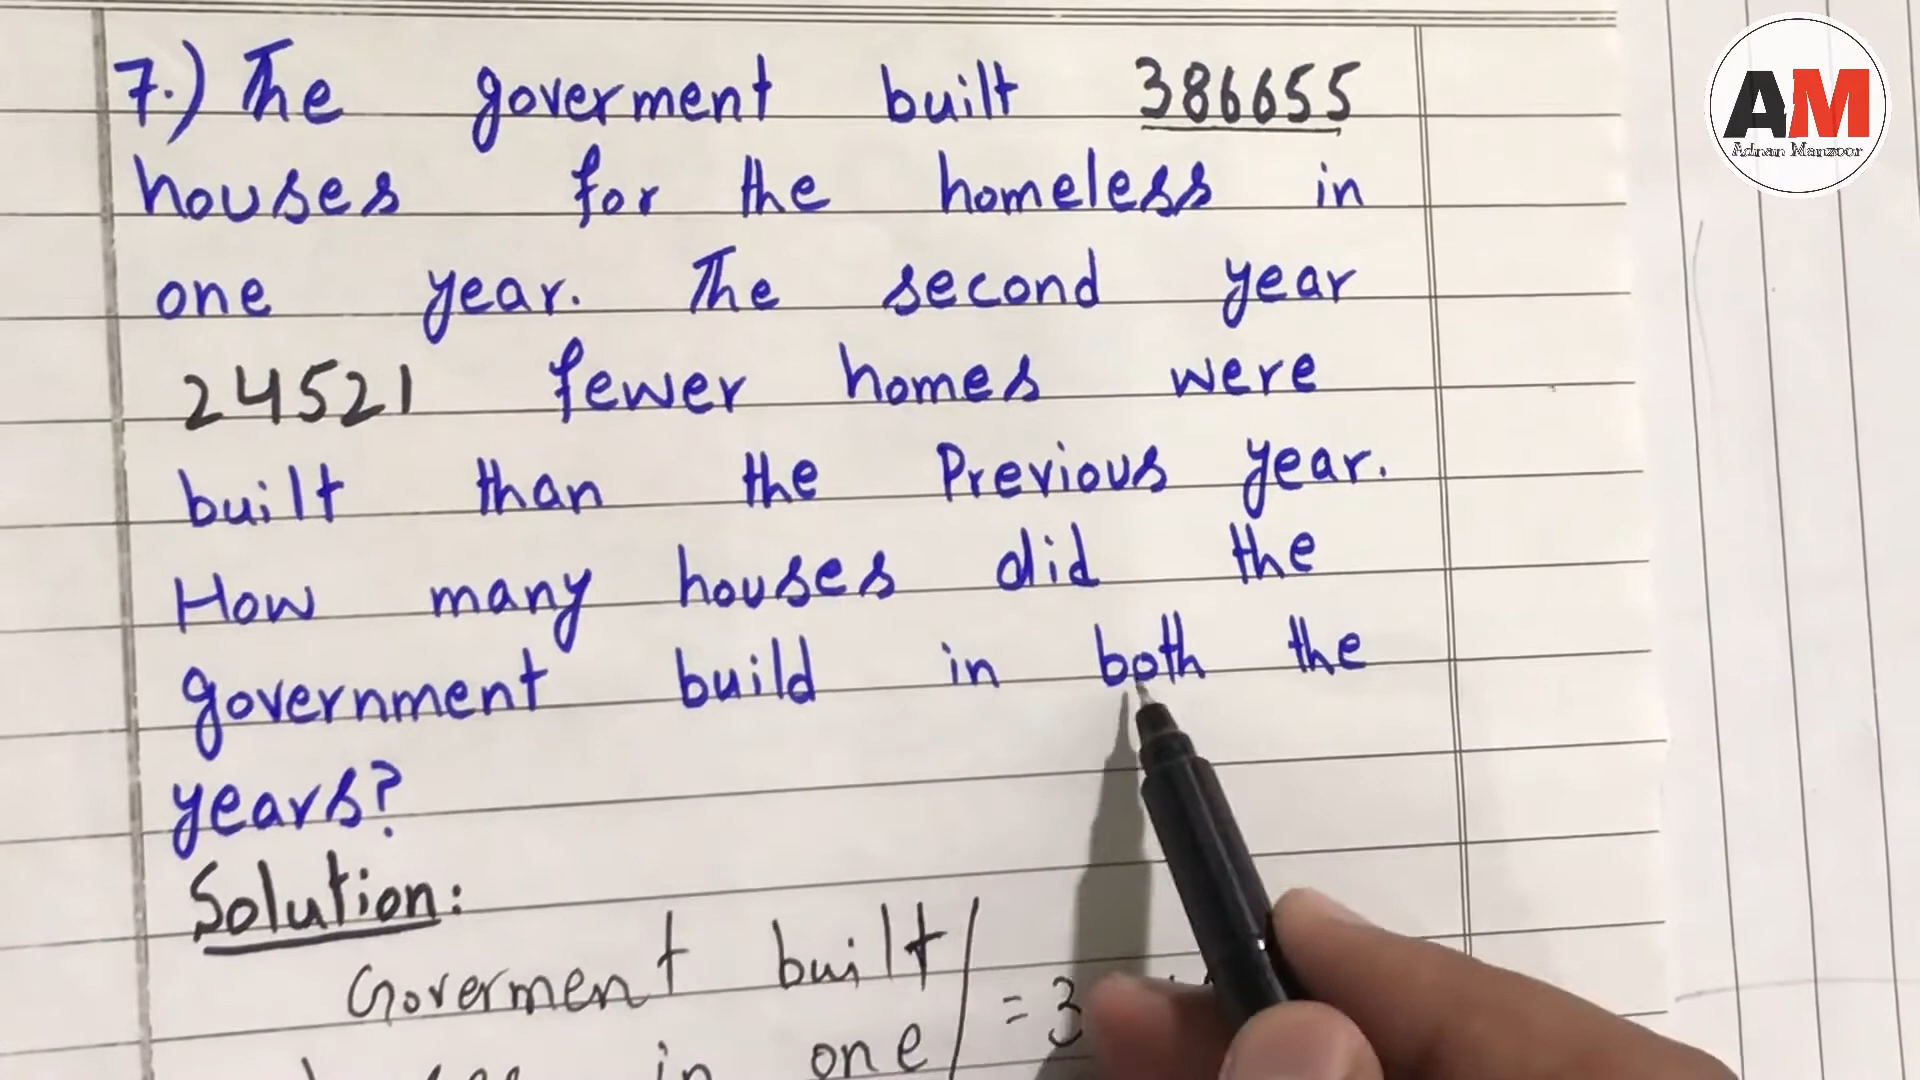 7.) The goverment built 386655
houses for the homeless in
one year. The second year
24521 fewer homes were
built than the Previous year.
How many houses did the
government build in both the
years?
Solution:
Goverment built
= 3
in one
AM
Adnan Manzoor